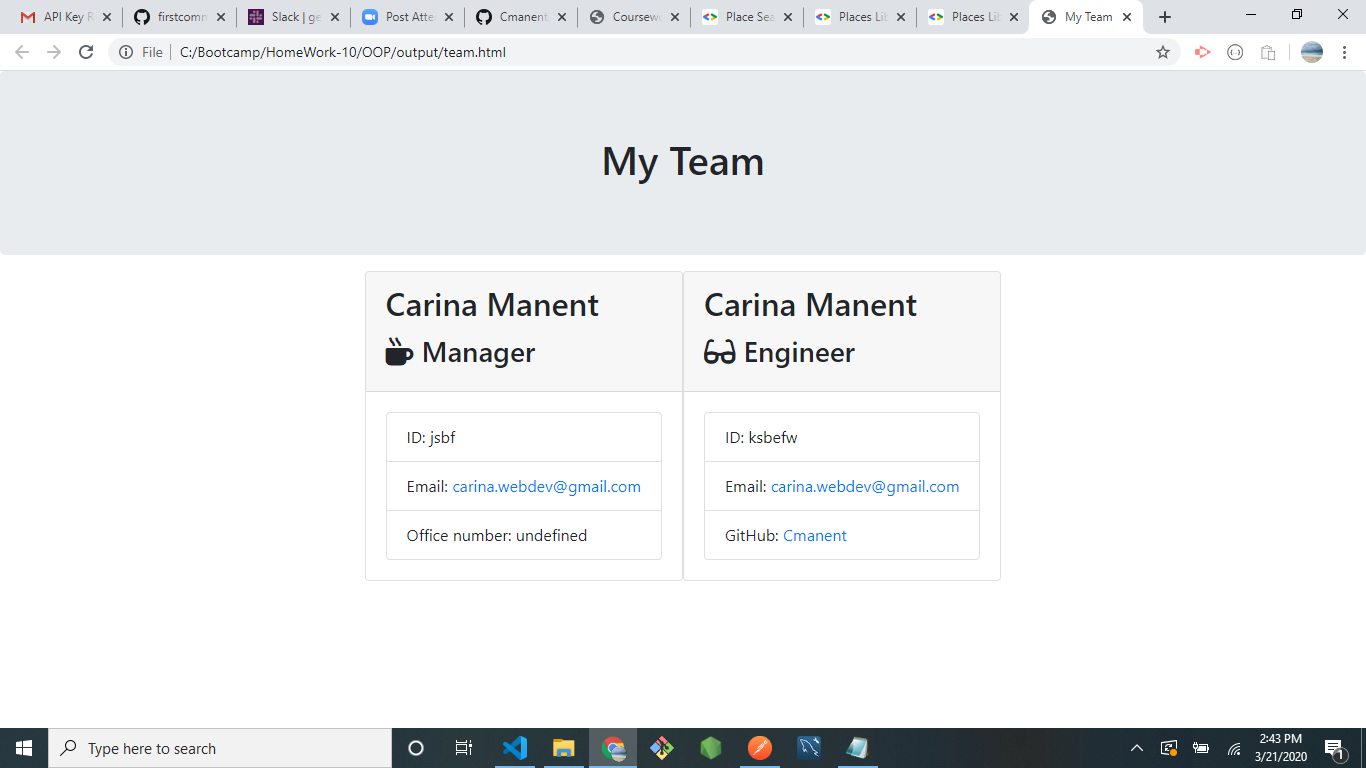 API Key R
firstcomm
Slack | ge
Post Atte
Cmanent
Coursewo
Place Sea
Places Lib
Places Lib
My Team
File
C:/Bootcamp/HomeWork-10/OOP/output/team.html
My Team
Carina Manent
Manager
ID: jsbf
Email: carina.webdev@gmail.com
Office number: undefined
Carina Manent
Engineer
ID: ksbefw
Email: carina.webdev@gmail.com
GitHub: Cmanent
Type here to search
2:43 PM
3/21/2020
1